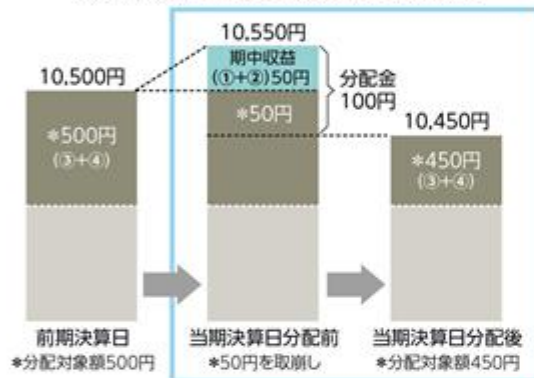 10,550円
期中収益
(①+②)50円
分配金
100円
10,500円
*50円
10,450円
*500円
(③+④)
*450円
(③+④)
前期決算日
*分配対象額500円
当期決算日分配前
*50円を取崩し
当期決算日分配後
*分配対象額450円